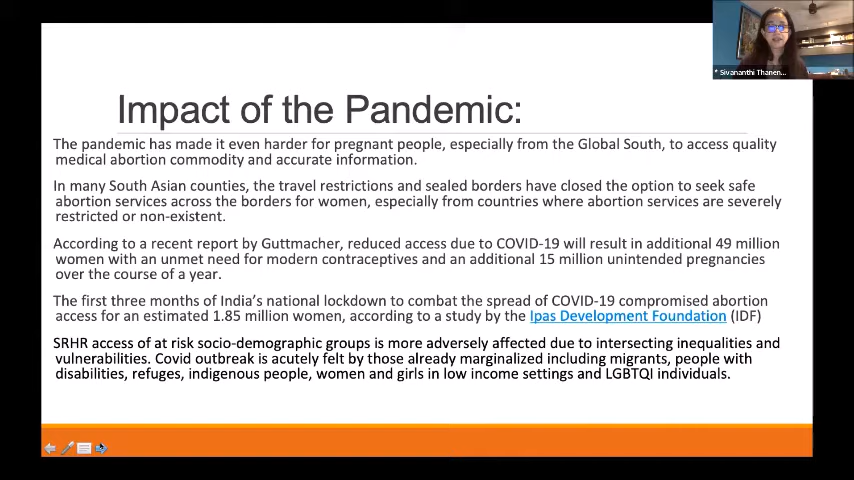 * Sivananthi Thanen...
Impact of the Pandemic:
The pandemic has made it even harder for pregnant people, especially from the Global South, to access quality
medical abortion commodity and accurate information.
In many South Asian counties, the travel restrictions and sealed borders have closed the option to seek safe
abortion services across the borders for women, especially from countries where abortion services are severely
restricted or non-existent.
According to a recent report by Guttmacher, reduced access due to COVID-19 will result in additional 49 million
women with an unmet need for modern contraceptives and an additional 15 million unintended pregnancies
over the course of a year.
The first three months of India's national lockdown to combat the spread of COVID-19 compromised abortion
access for an estimated 1.85 million women, according to a study by the Ipas Development Foundation (IDF)
SRHR access of at risk socio-demographic groups is more adversely affected due to intersecting inequalities and
vulnerabilities. Covid outbreak is acutely felt by those already marginalized including migrants, people with
disabilities, refuges, indigenous people, women and girls in low income settings and LGBTQI individuals.